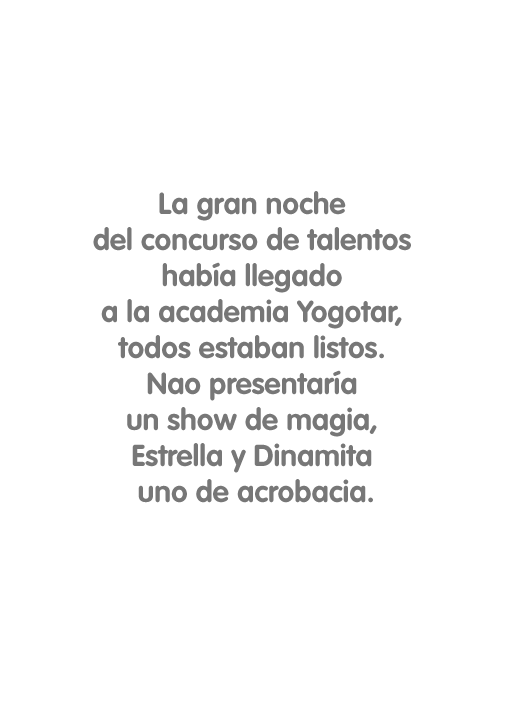 La gran noche
del concurso de talentos
había llegado
a la academia Yogotar,
todos estaban listos.
Nao presentaría
un show de magia,
Estrella y Dinamita
uno de acrobacia.